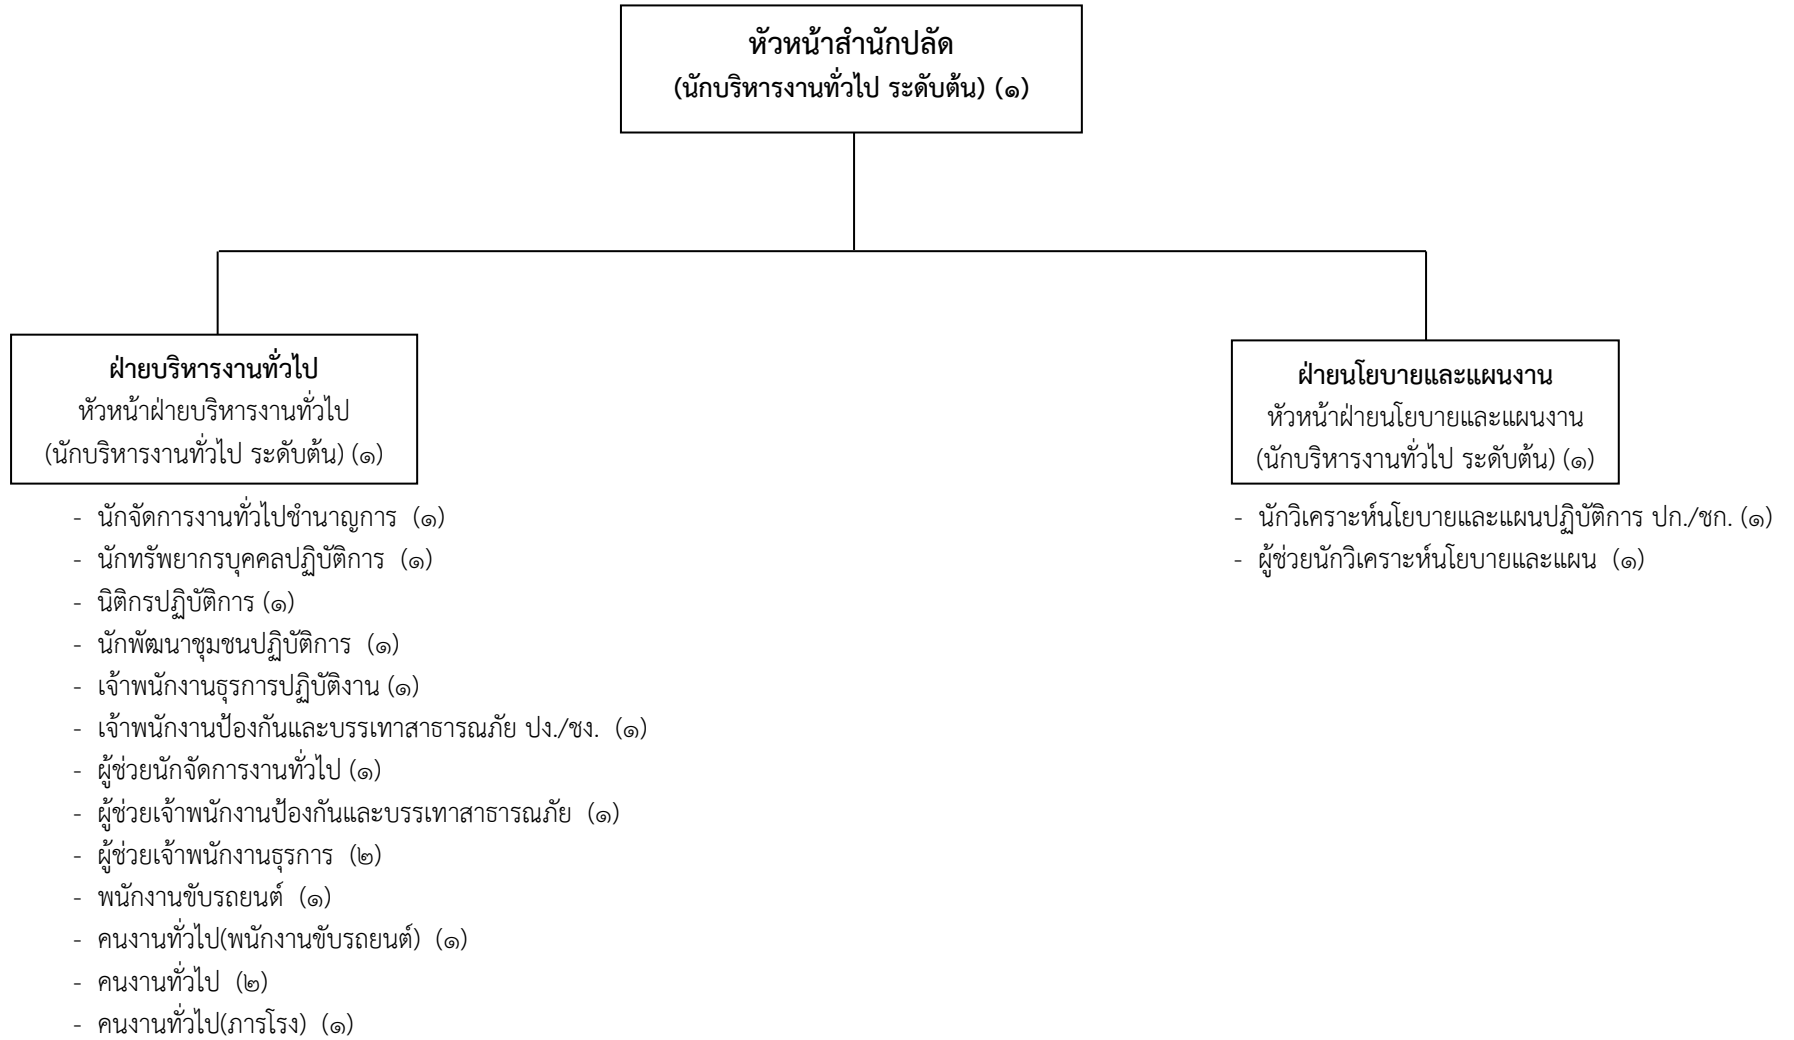 หัวหน้าสำนักปลัด
(นักบริหารงานทั่วไป ระดับต้น) (๑)
ฝ่ายบริหารงานทั่วไป
หัวหน้าฝ่ายบริหารงานทั่วไป
(นักบริหารงานทั่วไป ระดับต้น) (๑)
- นักจัดการงานทั่วไปชำนาญการ (๑)
- นักทรัพยากรบุคคลปฏิบัติการ (๑)
- นิติกรปฏิบัติการ (๑)
- นักพัฒนาชุมชนปฏิบัติการ (๑)
- เจ้าพนักงานธุรการปฏิบัติงาน (๑)
- เจ้าพนักงานป้องกันและบรรเทาสาธารณภัย ปง./ชง. (๑)
- ผู้ช่วยนักจัดการงานทั่วไป (๑)
- ผู้ช่วยเจ้าพนักงานป้องกันและบรรเทาสาธารณภัย (๑)
- ผู้ช่วยเจ้าพนักงานธุรการ (๒)
- พนักงานขับรถยนต์ (๑)
- คนงานทั่วไป(พนักงานขับรถยนต์) (๑)
- คนงานทั่วไป (๒)
- คนงานทั่วไป(ภารโรง) (๑)
ฝ่ายนโยบายและแผนงาน
หัวหน้าฝ่ายนโยบายและแผนงาน
(นักบริหารงานทั่วไป ระดับต้น) (๑)
- นักวิเคราะห์นโยบายและแผนปฏิบัติการ ปก./ชก. (๑)
- ผู้ช่วยนักวิเคราะห์นโยบายและแผน (๑)